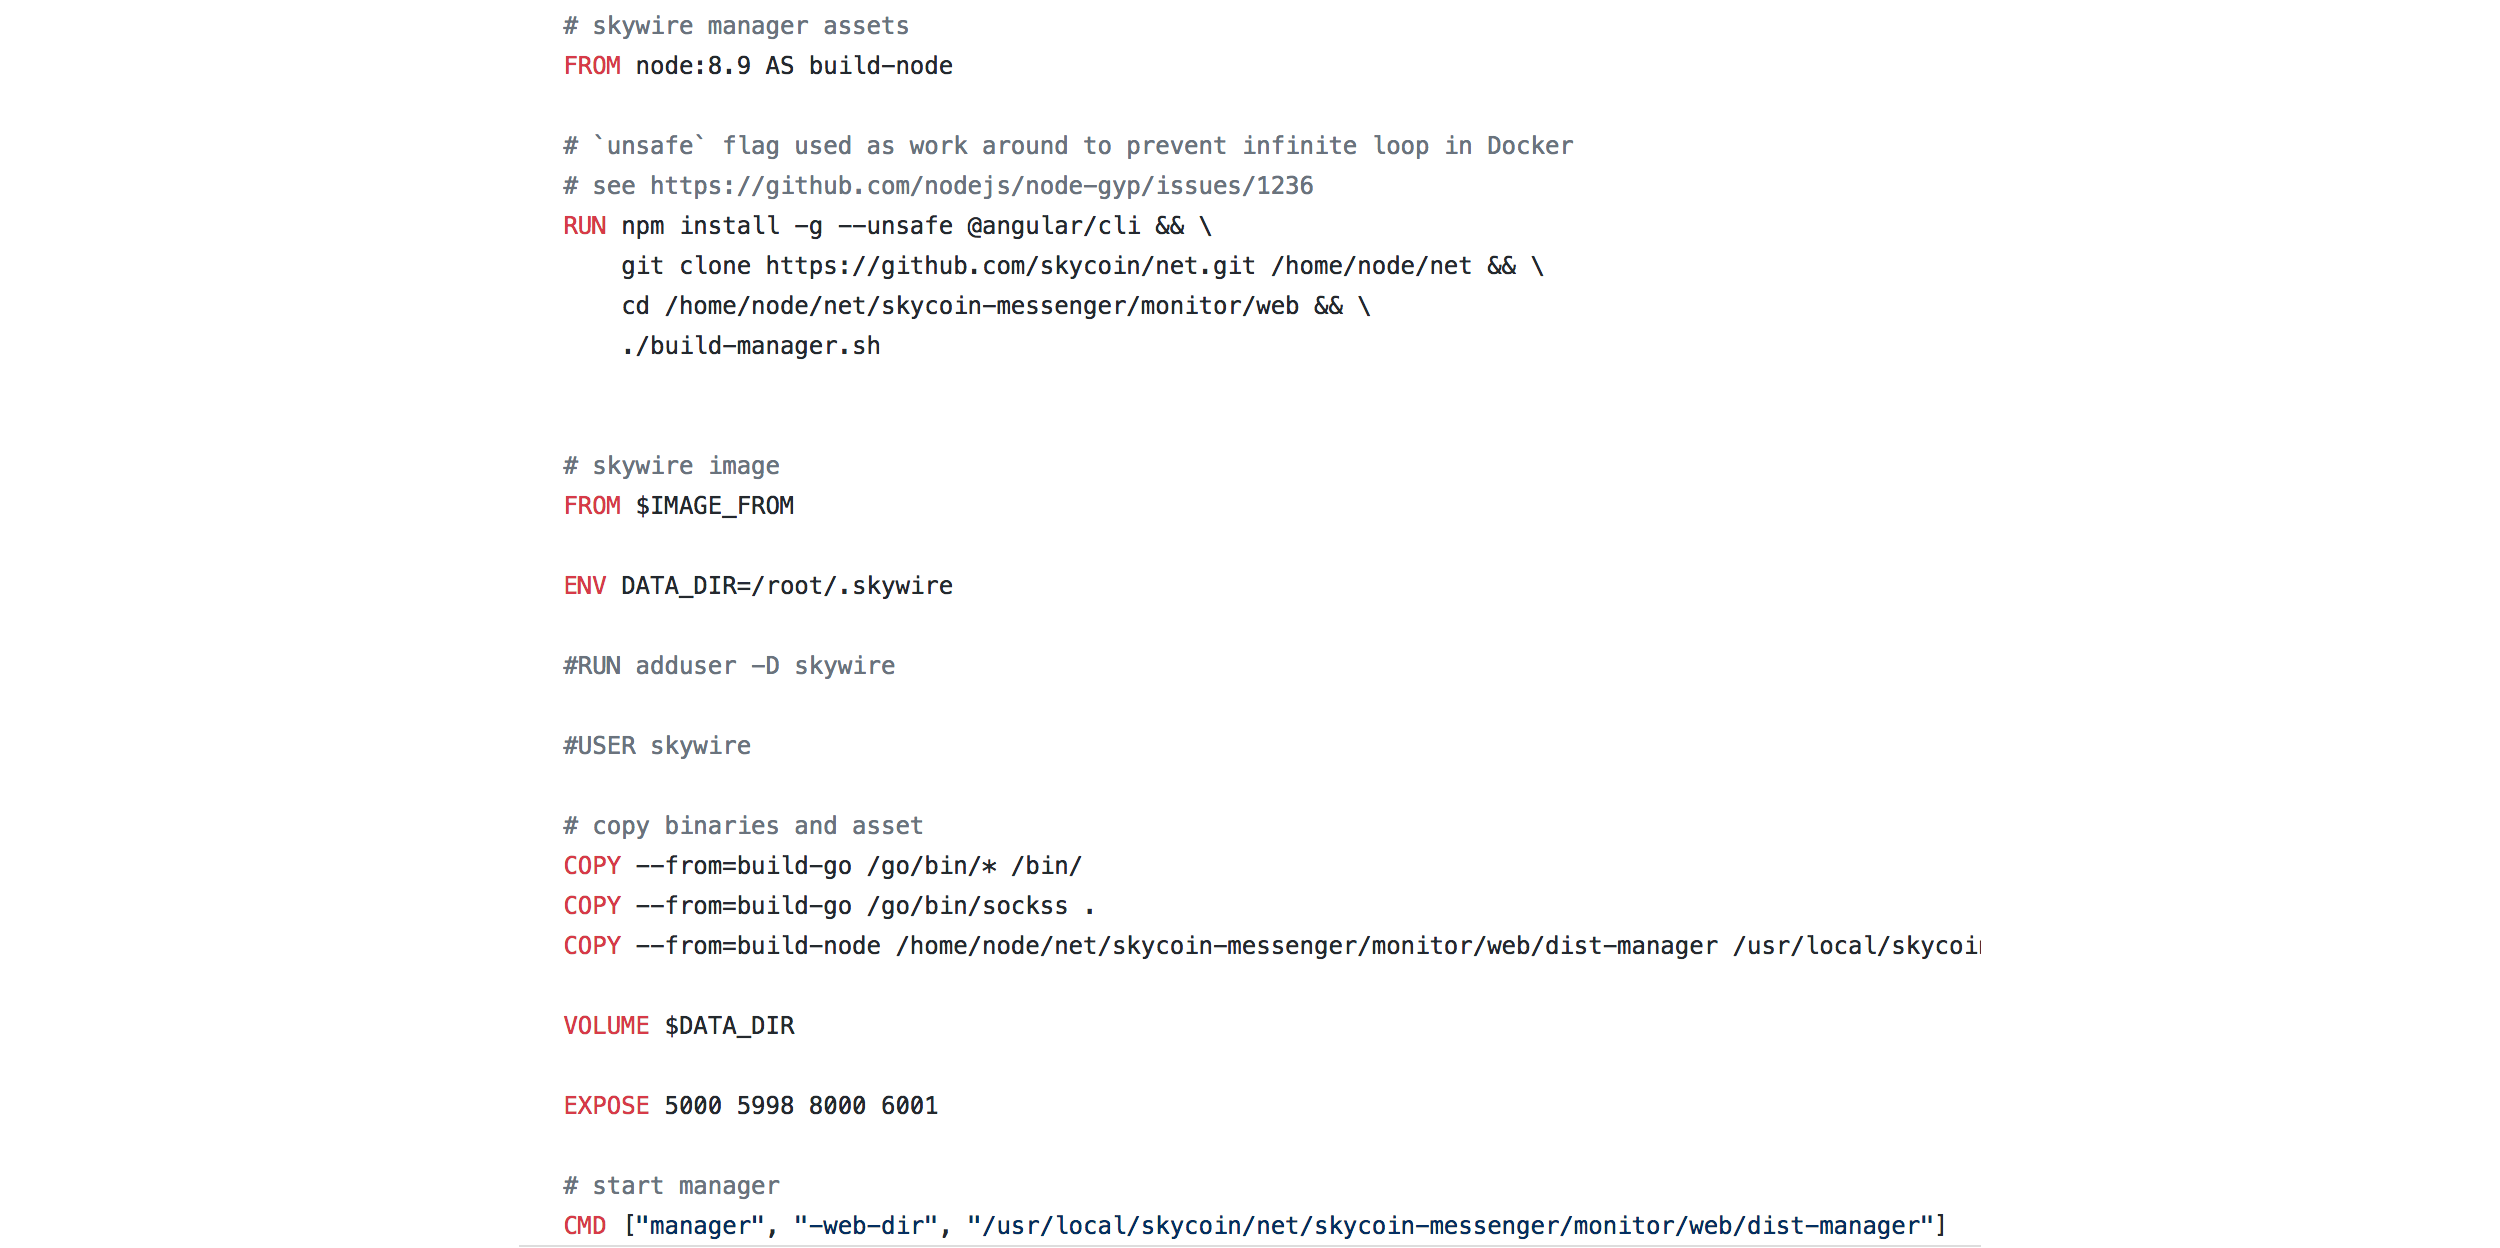 # skywire manager assets
FROM node:8.9 AS build-node
# `unsafe` flag used as work around to prevent infinite loop in Docker
# see https://github.com/nodejs/node-gyp/issues/1236
RUN npm install -g --unsafe @angular/cli && \
git clone https://github.com/skycoin/net.git /home/node/net && \
cd /home/node/net/skycoin-messenger/monitor/web && \
./build-manager.sh
# skywire image
FROM $IMAGE_FROM
ENV DATA_DIR=/root/.skywire
#RUN adduser -D skywire
#USER skywire
# copy binaries and asset
COPY --from=build-go /go/bin/* /bin/
COPY --from=build-go /go/bin/sockss .
COPY --from=build-node /home/node/net/skycoin-messenger/monitor/web/dist-manager /usr/local/skycoin
VOLUME $DATA_DIR
EXPOSE 5000 5998 8000 6001
# start manager
CMD ["manager", "-web-dir", "/usr/local/skycoin/net/skycoin-messenger/monitor/web/dist-manager"]